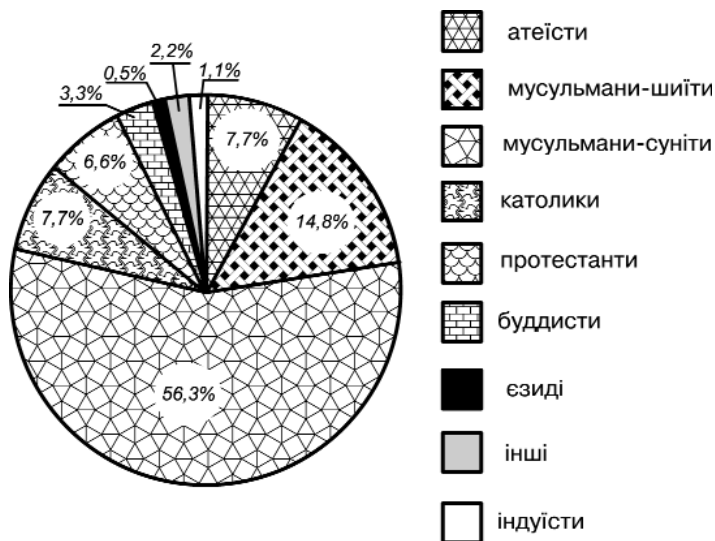 2,2%
0,5%
1,1%
3,3%
7,7%
6,6%
14,8%
7,7%
56,3%
атеїсти
мусульмани-шиїти
мусульмани-суніти
католики
протестанти
буддисти
єзиді
інші
індуїсти